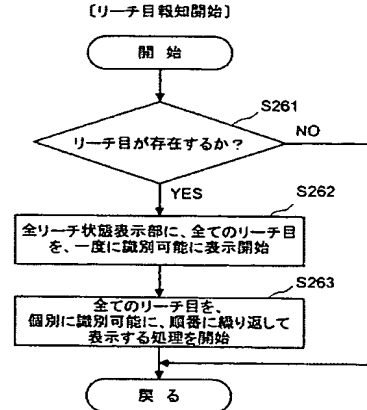 〔リーチ目報知開始〕
開 始
S261
リーチ目が存在するか？
NO
YES
S262
全リーチ状態表示部に、全てのリーチ目
を、一度に識別可能に表示開始
S263
全てのリーチ目を、
個別に識別可能に、順番に繰り返して
表示する処理を開始
戻 る